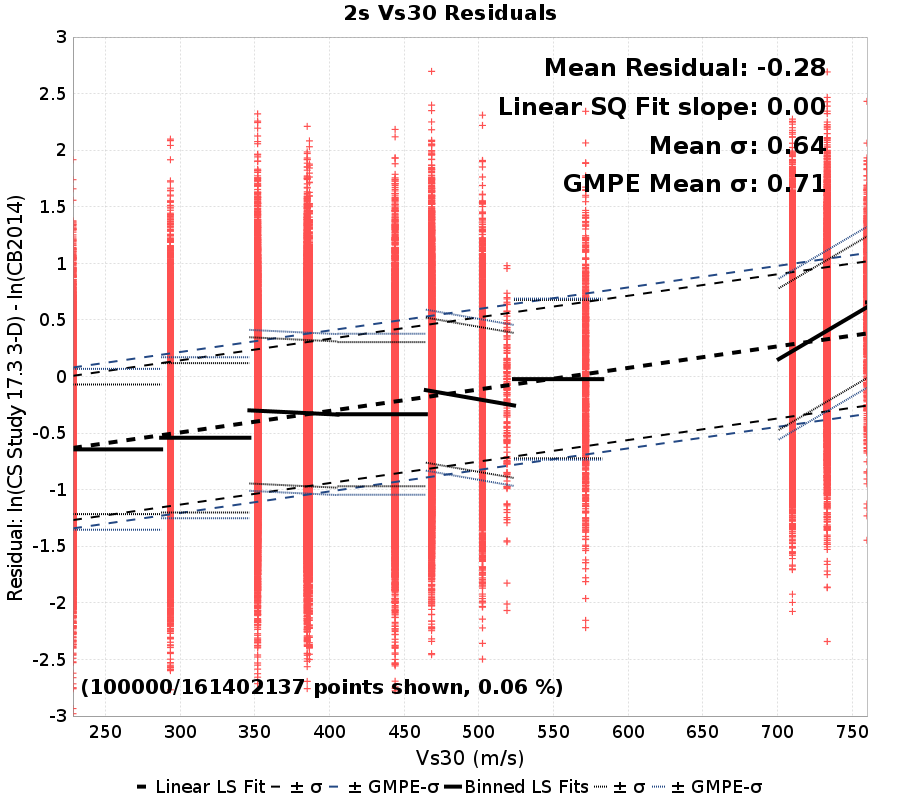 2s Vs30 Residuals
Mean Residual: -0.28
Linear SQ Fit slope: 0.00
Mean σ: 0.64
GMPE Mean σ: 0.71
Residual: ln(CS Study 17.3 3-D) - ln(CB2014)
3
2.5
2
1.5
1
0.5
0
-0.5
-1
-1.5
-2
-2.5
-3
(100000/161402137 points shown, 0.06 %)
250 300 350 400 450 500 550 600 650 700 750
Vs30 (m/s)
Linear LS Fit ± σ ± GMPE-σ Binned LS Fits ± σ ± GMPE-σ